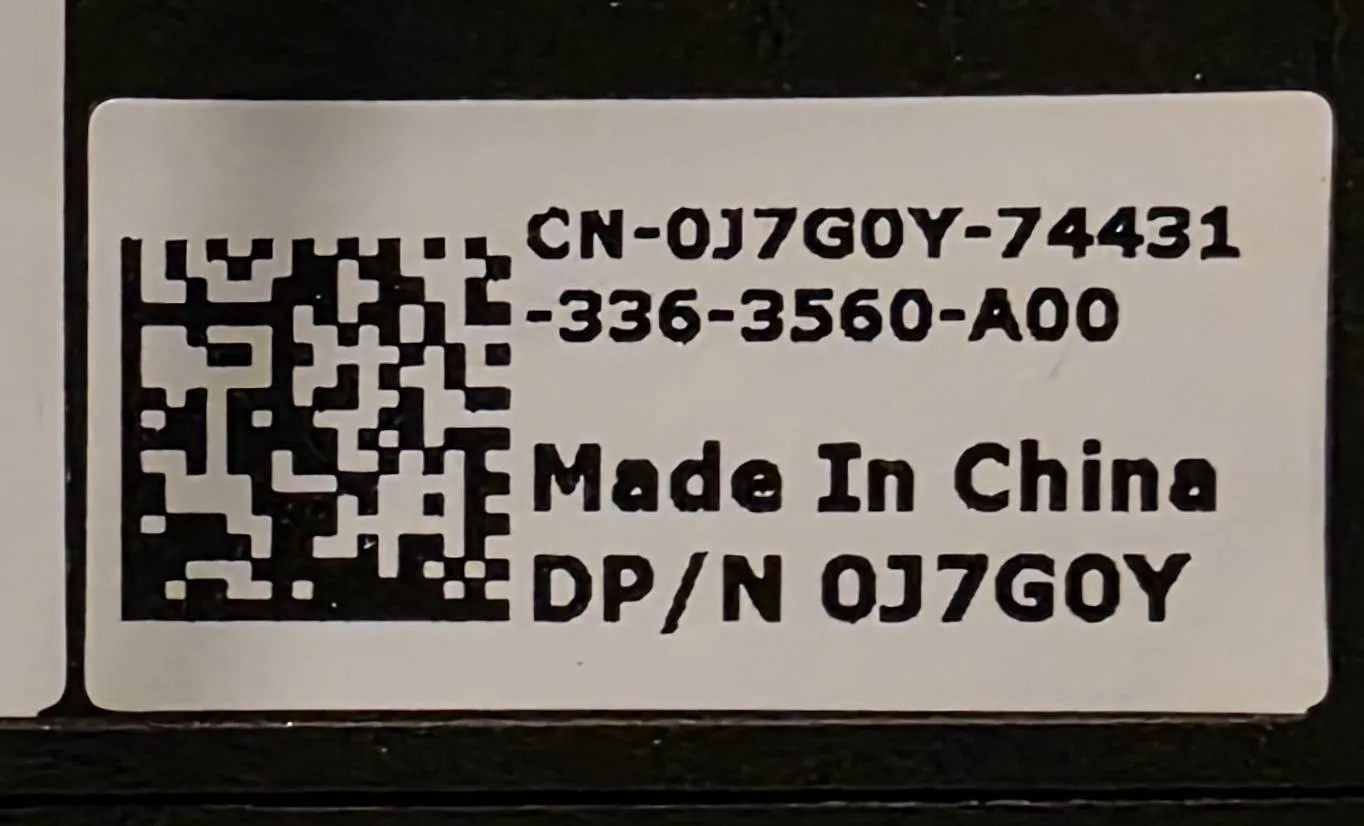 CN-0J7G0Y-74431
-336-3560-A00
Made In China
DP/N 0J7G0Y